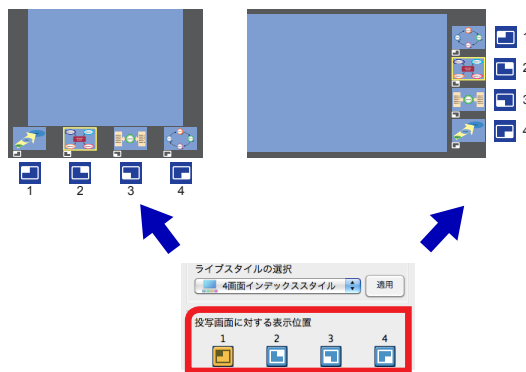 1
2
3
4
1 2 3 4
ライブスタイルの選択
4画面インデックススタイル 適用
投写画面に対する表示位置
1 2 3 4